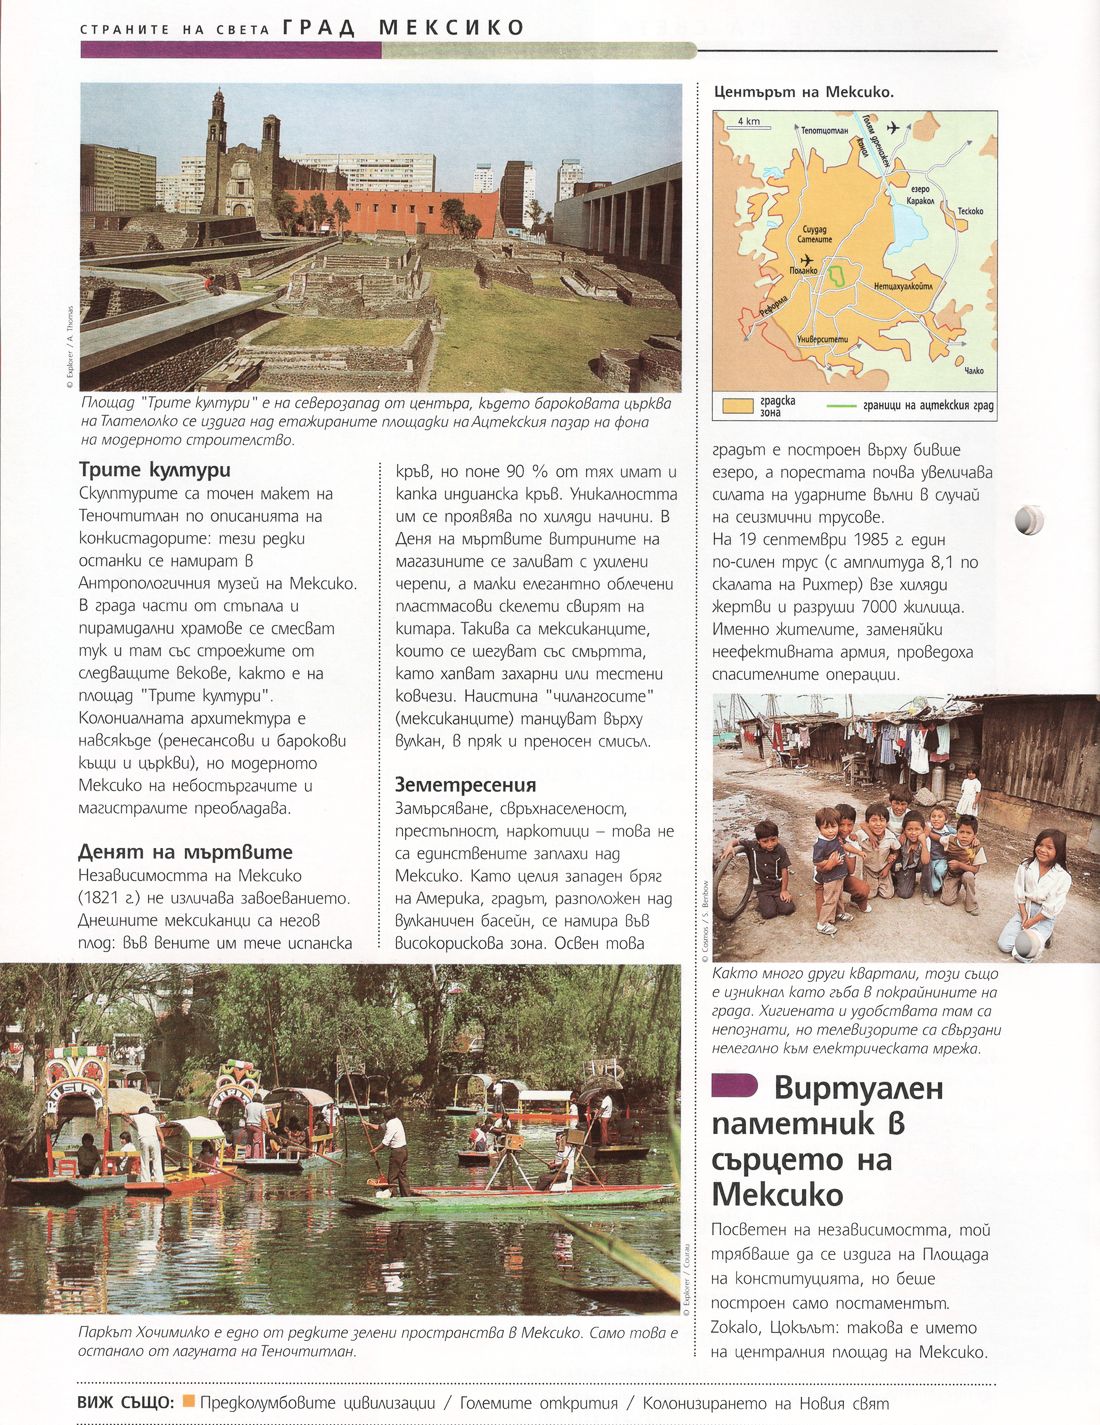 СТРАНИТЕ НА СВЕТА ГРАД МЕКСИКО
© Explorer / A. Thomas
Площад "Трите култури" е на северозапад от центъра, където бароковата църква
на Тлателолко се издига над етажираните площадки на Ацтекския пазар на фона
на модерното строителство.
Трите култури
Скулптурите са точен макет на
Теночтитлан по описанията на
конкистадорите: тези редки
останки се намират в
Антропологичния музей на Мексико.
В града части от стъпала и
пирамидални храмове се смесват
тук и там със строежите от
следващите векове, както е на
площад "Трите култури".
Колониалната архитектура е
навсякъде (ренесансови и барокови
къщи и църкви), но модерното
Мексико на небостъргачите и
магистралите преобладава.
Денят на мъртвите
Независимостта на Мексико
(1821 г.) не изличава завоеванието.
Днешните мексиканци са негов
плод: във вените им тече испанска
кръв, но поне 90 % от тях имат и
капка индианска кръв. Уникалността
им се проявява по хиляди начини. В
Деня на мъртвите витрините на
магазините се заливат с ухилени
черепи, а малки елегантно облечени
пластмасови скелети свирят на
китара. Такива са мексиканците,
които се шегуват със смъртта,
като хапват захарни или тестени
ковчези. Наистина "чилангосите"
(мексиканците) танцуват върху
вулкан, в пряк и преносен смисъл.
Земетресения
Замърсяване, свръхнаселеност,
престъпност, наркотици – това не
са единствените заплахи над
Мексико. Като целия западен бряг
на Америка, градът, разположен над
вулканичен басейн, се намира във
високорискова зона. Освен това
Центърът на Мексико.
4 km
Тепотцотлан
Голям дренажен
канал
езеро
Каракол
Тескоко
Сиудад
Сателите
Поланко
Нетцахуалкойтл
Реформа
Университети
Чалко
градска
зона
граници на ацтекския град
градът е построен върху бивше
езеро, а порестата почва увеличава
силата на ударните вълни в случай
на сеизмични трусове.
На 19 септември 1985 г. един
по-силен трус (с амплитуда 8,1 по
скалата на Рихтер) взе хиляди
жертви и разруши 7000 жилища.
Именно жителите, заменяйки
неефективната армия, проведоха
спасителните операции.
© Cosmos / S. Benbow
Както много други квартали, този също
е изникнал като гъба в покрайнините на
града. Хигиената и удобствата там са
непознати, но телевизорите са свързани
нелегално към електрическата мрежа.
Виртуален
паметник в
сърцето на
Мексико
Посветен на независимостта, той
трябваше да се издига на Площада
на конституцията, но беше
построен само постаментът.
Zokalo, Цокълът: такова е името
на централния площад на Мексико.
© Explorer /
Паркът Хочимилко е едно от редките зелени пространства в Мексико. Само това е
останало от лагуната на Теночтитлан.
ВИЖ СЪЩО: Предколумбовите цивилизации / Големите открития / Колонизирането на Новия свят